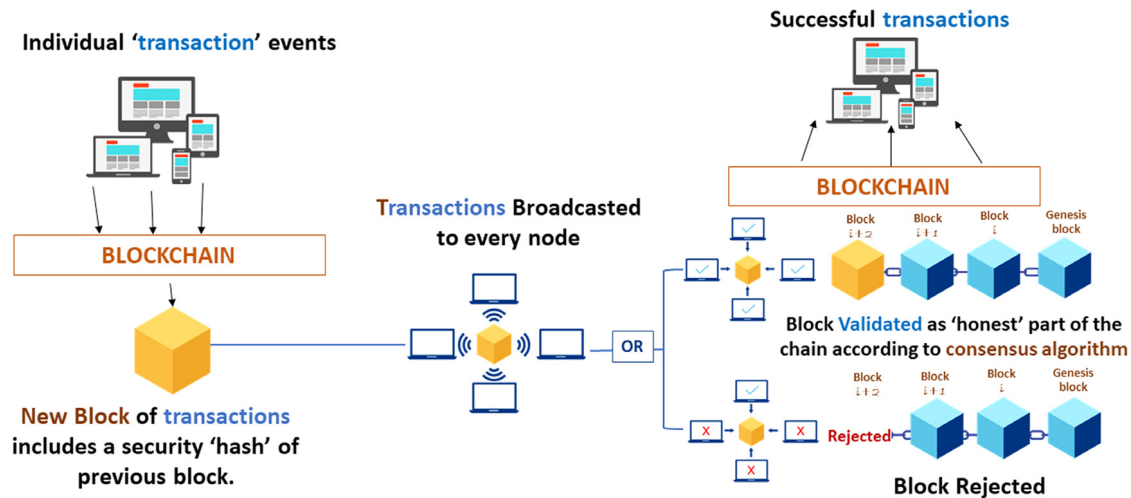 Individual ‘transaction’ events
BLOCKCHAIN
New Block of transactions
includes a security ‘hash’ of
previous block.
Transactions Broadcasted
to every node
OR
Successful transactions
BLOCKCHAIN
Block
i+2
Block
i+1
Block
i
Genesis
block
Block Validated as ‘honest’ part of the
chain according to consensus algorithm
Block
i+2
Block
i+1
Block
i
Genesis
block
X
X
X
Rejected
Block Rejected